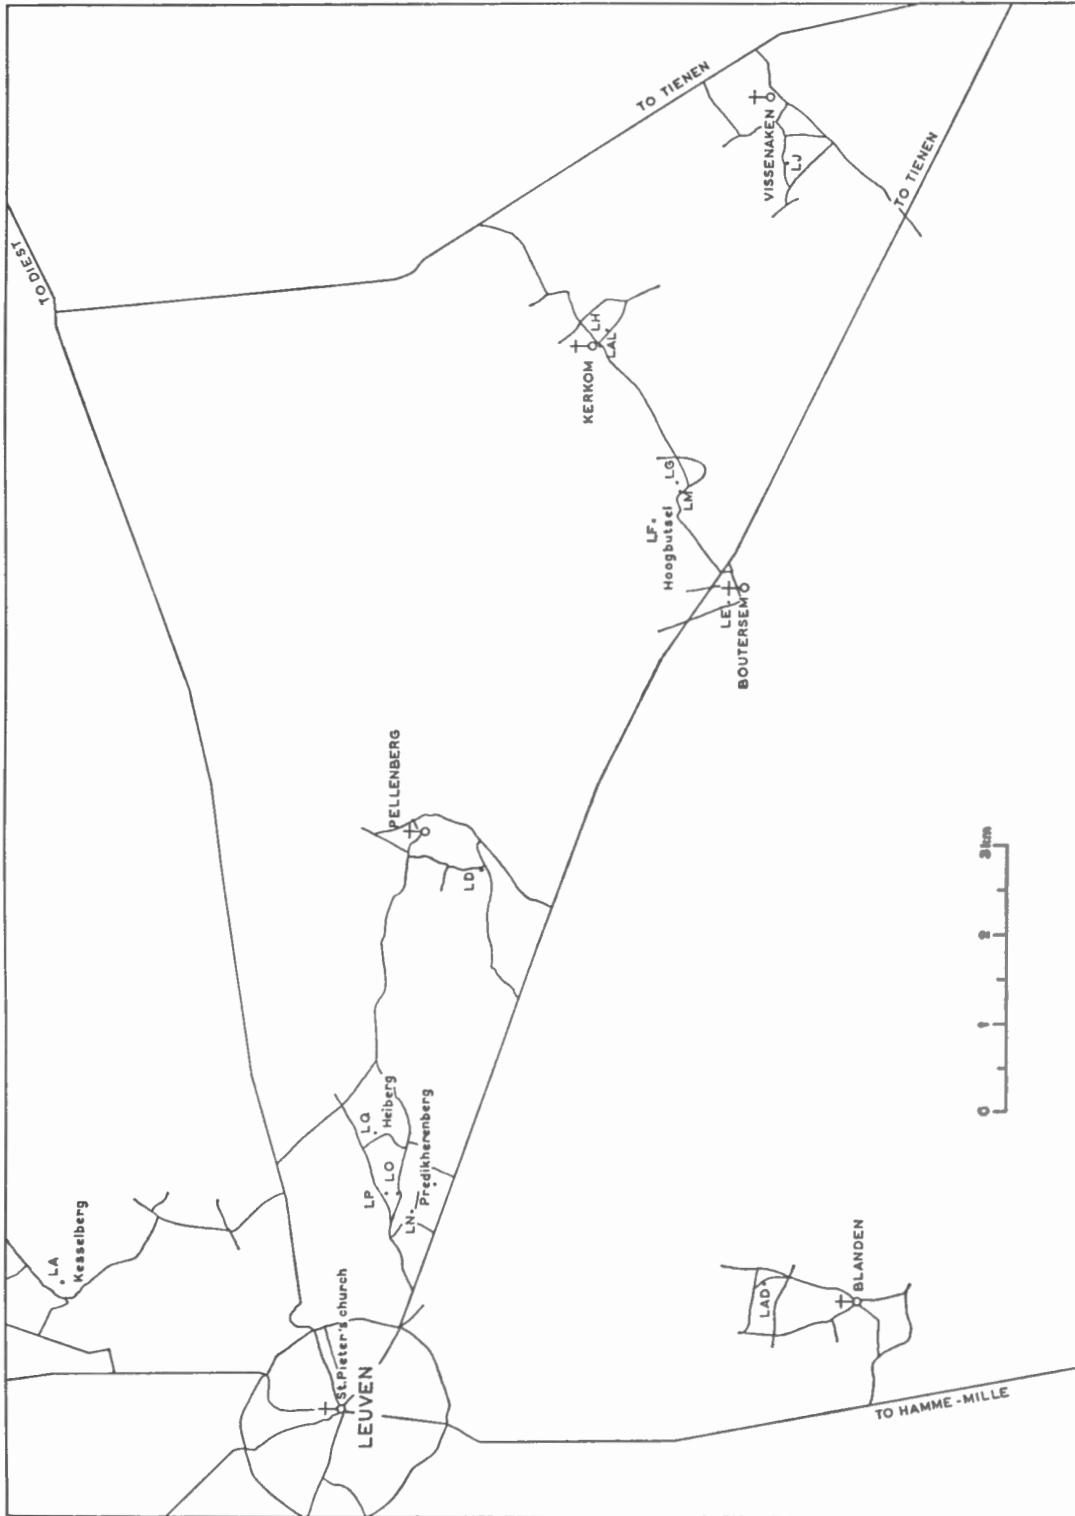 TO DIEST
TO TIENEN
VISSENAKEN
LJ
TO TIENEN
KERKOM
LH
LAL
LG
LM
LF
Hoogbutsel
LE
BOUTERSEM
PELLENBERG
LD
LQ
Heiberg
LP
LO
LN
Predikherenberg
LA
Kesselberg
St. Pieter's church
LEUVEN
LAD
BLANDEN
TO HAMME-MILLE
0 1 2 3km